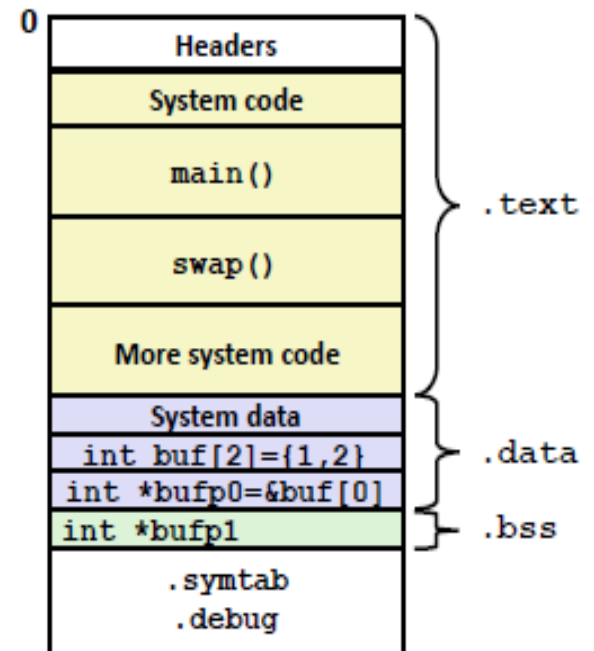 0
Headers
System code
main()
.text
swap()
More system code
System data
int buf[2]={1,2}
.data
int *bufp0=&buf[0]
int *bufp1
.bss
.symtab
.debug